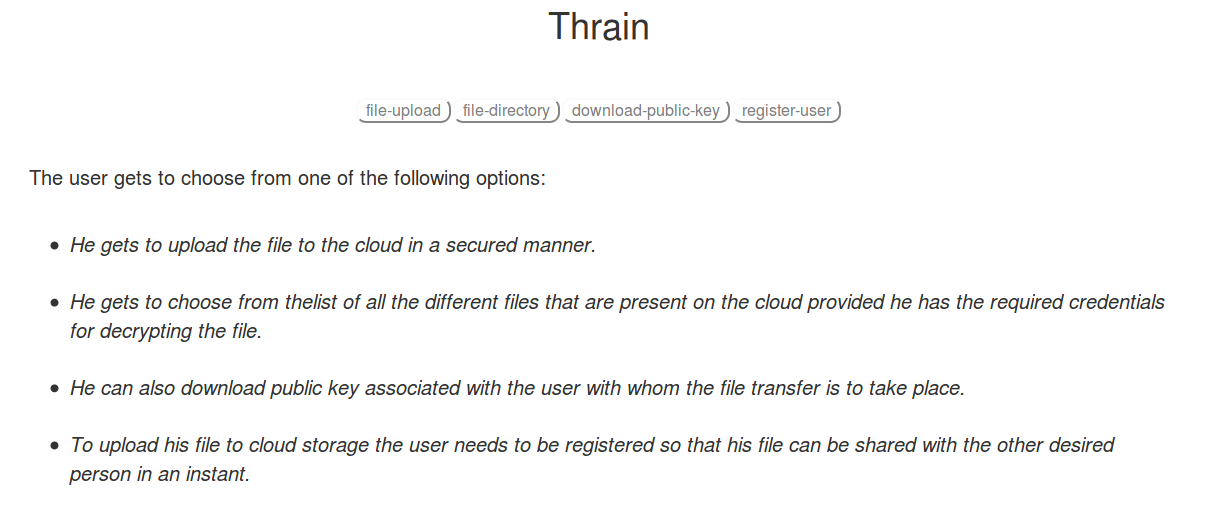 Thrain
file-upload file-directory download-public-key register-user
The user gets to choose from one of the following options:
He gets to upload the file to the cloud in a secured manner.
He gets to choose from thelist of all the different files that are present on the cloud provided he has the required credentials
for decrypting the file.
He can also download public key associated with the user with whom the file transfer is to take place.
To upload his file to cloud storage the user needs to be registered so that his file can be shared with the other desired
person in an instant.